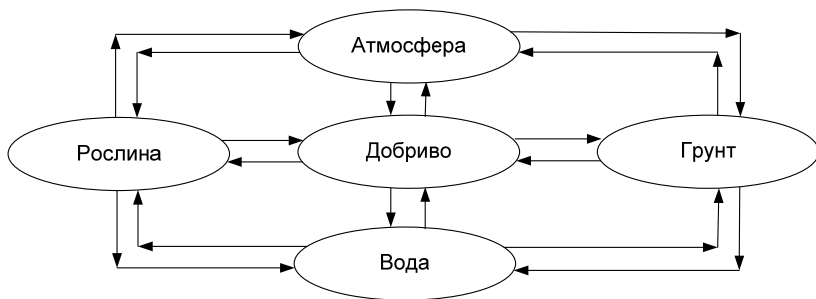 Атмосфера
Рослина
Добриво
Грунт
Вода